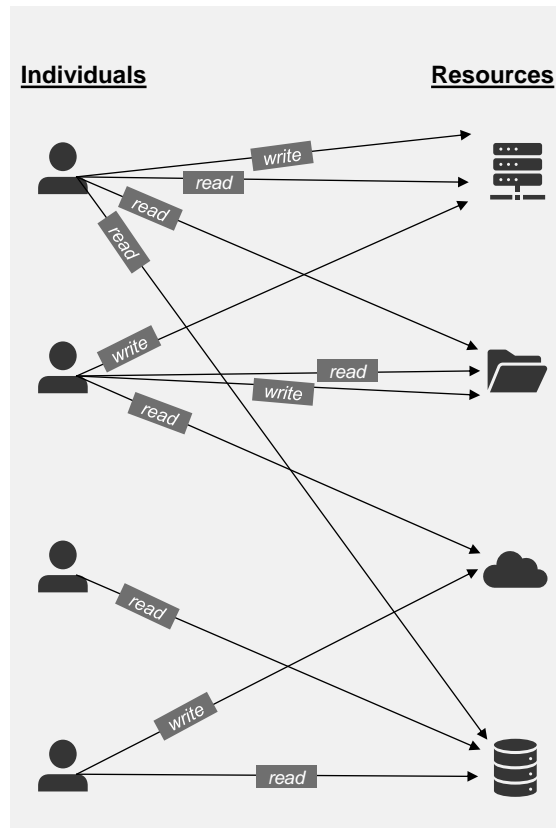 Individuals
Resources
write
read
read
read
write
read
write
read
read
write
read